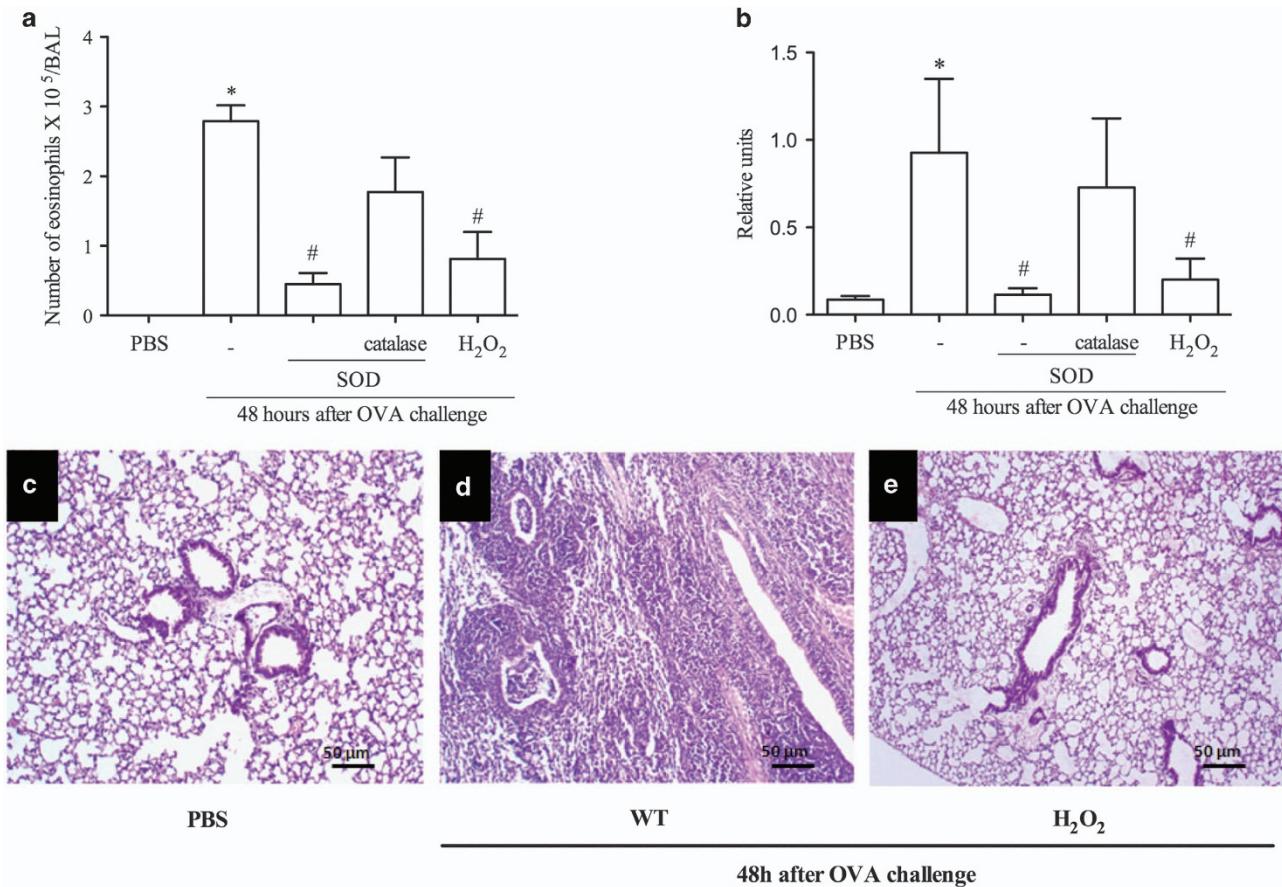 a
Number of eosinophils X 10 5/BAL
4
3
2
1
0
*
#
#
PBS
-
catalase
H2O2
SOD
48 hours after OVA challenge
b
Relative units
1.5
1.0
0.5
0.0
*
#
#
PBS
-
-
catalase
H2O2
SOD
48 hours after OVA challenge
c
50 µm
d
50 µm
e
50 µm
PBS
WT
H2O2
48h after OVA challenge